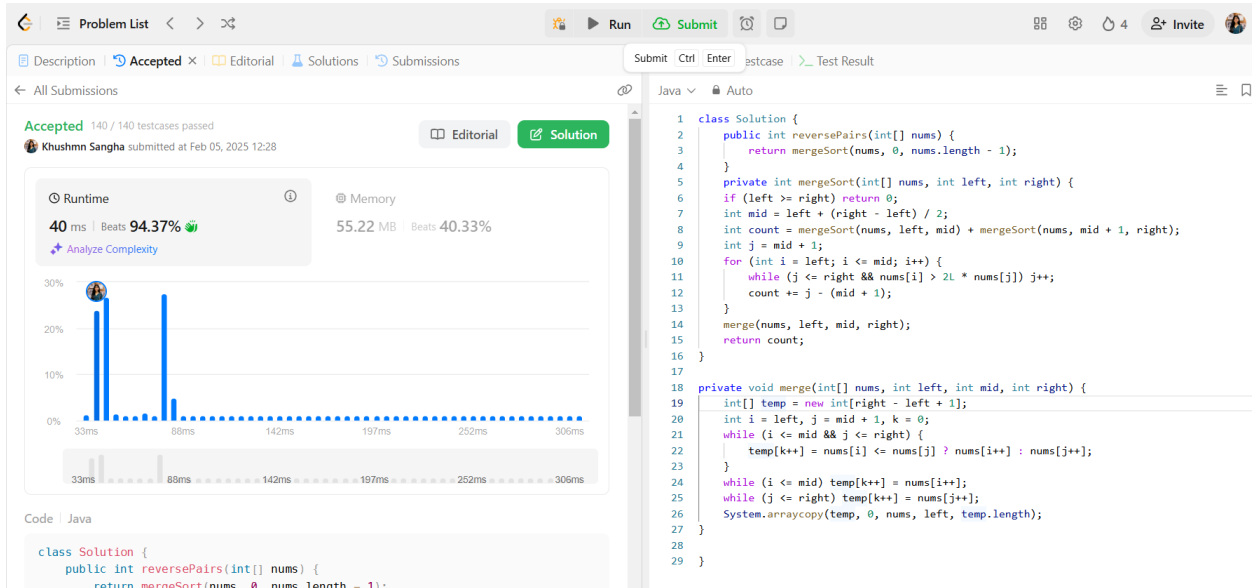 Problem List
Run
Submit
4
Invite
Description
Accepted
Editorial
Solutions
Submissions
Submit Ctrl Enter
estcase
Test Result
All Submissions
Accepted 140 / 140 testcases passed
Khushmn Sangha submitted at Feb 05, 2025 12:28
Editorial
Solution
Runtime
40 ms Beats 94.37%
Analyze Complexity
Memory
55.22 MB Beats 40.33%
30%
20%
10%
0%
33ms 88ms 142ms 197ms 252ms 306ms
33ms 88ms 142ms 197ms 252ms 306ms
Code Java
class Solution {
public int reversePairs(int[] nums) {
return mergeSort(nums, 0, nums.length - 1);
Java Auto
1 class Solution {
2 public int reversePairs(int[] nums) {
3 return mergeSort(nums, 0, nums.length - 1);
4 }
5 private int mergeSort(int[] nums, int left, int right) {
6 if (left >= right) return 0;
7 int mid = left + (right - left) / 2;
8 int count = mergeSort(nums, left, mid) + mergeSort(nums, mid + 1, right);
9 int j = mid + 1;
10 for (int i = left; i <= mid; i++) {
11 while (j <= right && nums[i] > 2L * nums[j]) j++;
12 count += j - (mid + 1);
13 }
14 merge(nums, left, mid, right);
15 return count;
16 }
17
18 private void merge(int[] nums, int left, int mid, int right) {
19 int[] temp = new int[right - left + 1];
20 int i = left, j = mid + 1, k = 0;
21 while (i <= mid && j <= right) {
22 temp[k++] = nums[i] <= nums[j] ? nums[i++] : nums[j++];
23 }
24 while (i <= mid) temp[k++] = nums[i++];
25 while (j <= right) temp[k++] = nums[j++];
26 System.arraycopy(temp, 0, nums, left, temp.length);
27 }
28
29 }